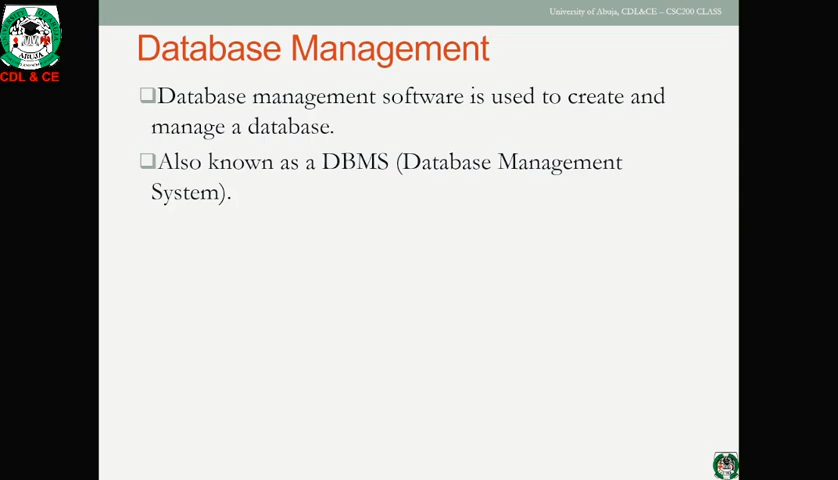 University of Abuja, CDL&CE – CSC200 CLASS
CDL & CE
Database Management
Database management software is used to create and
manage a database.
Also known as a DBMS (Database Management
System).